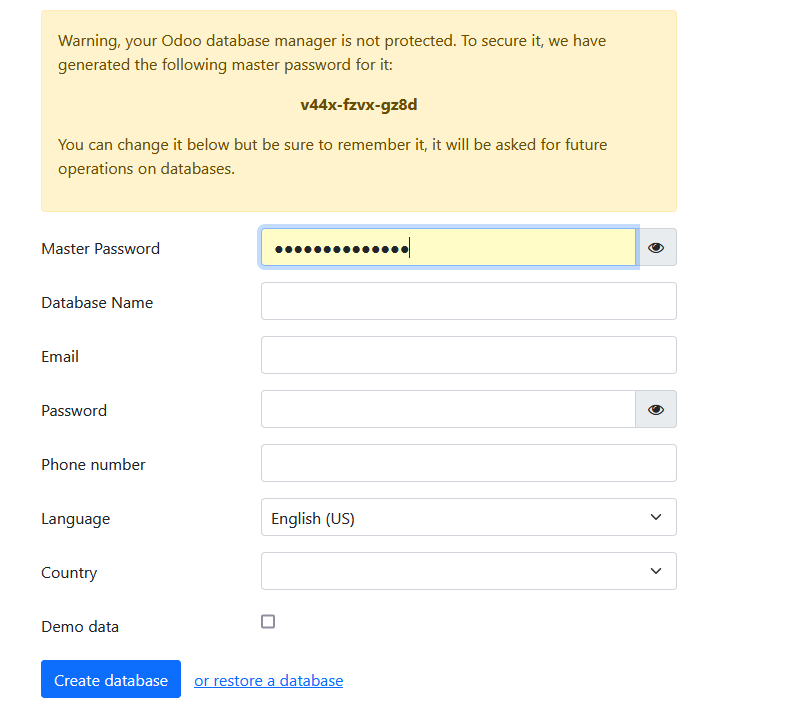 Warning, your Odoo database manager is not protected. To secure it, we have
generated the following master password for it:
v44x-fzvx-gz8d
You can change it below but be sure to remember it, it will be asked for future
operations on databases.
Master Password ●●●●●●●●●●●●●●
Database Name
Email
Password
Phone number
Language English (US)
Country
Demo data
Create database or restore a database